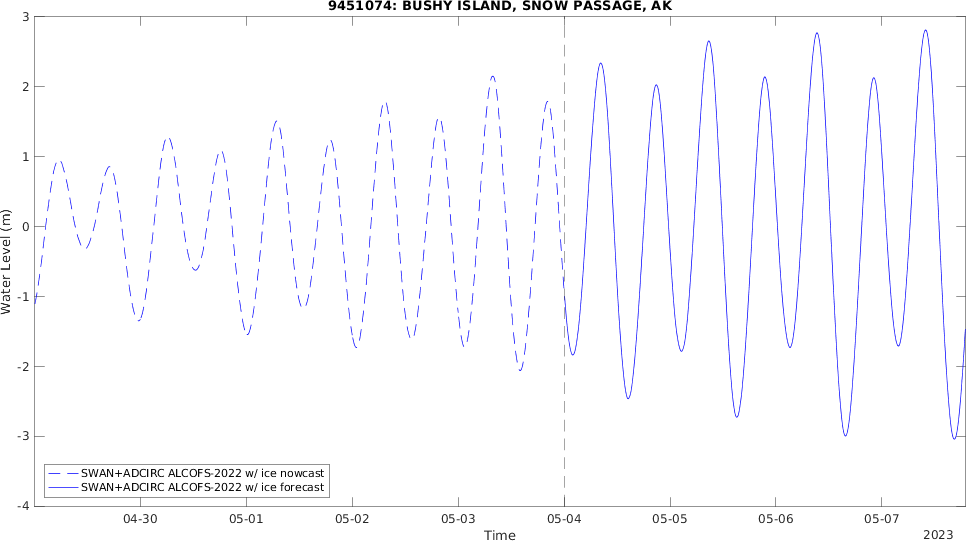 9451074: BUSHY ISLAND, SNOW PASSAGE, AK
3
2
1
0
-1
-2
-3
-4
Water Level (m)
SWAN+ADCIRC ALCOFS-2022 w/ ice nowcast
SWAN+ADCIRC ALCOFS-2022 w/ ice forecast
04-30 05-01 05-02 05-03 05-04 05-05 05-06 05-07
Time
2023